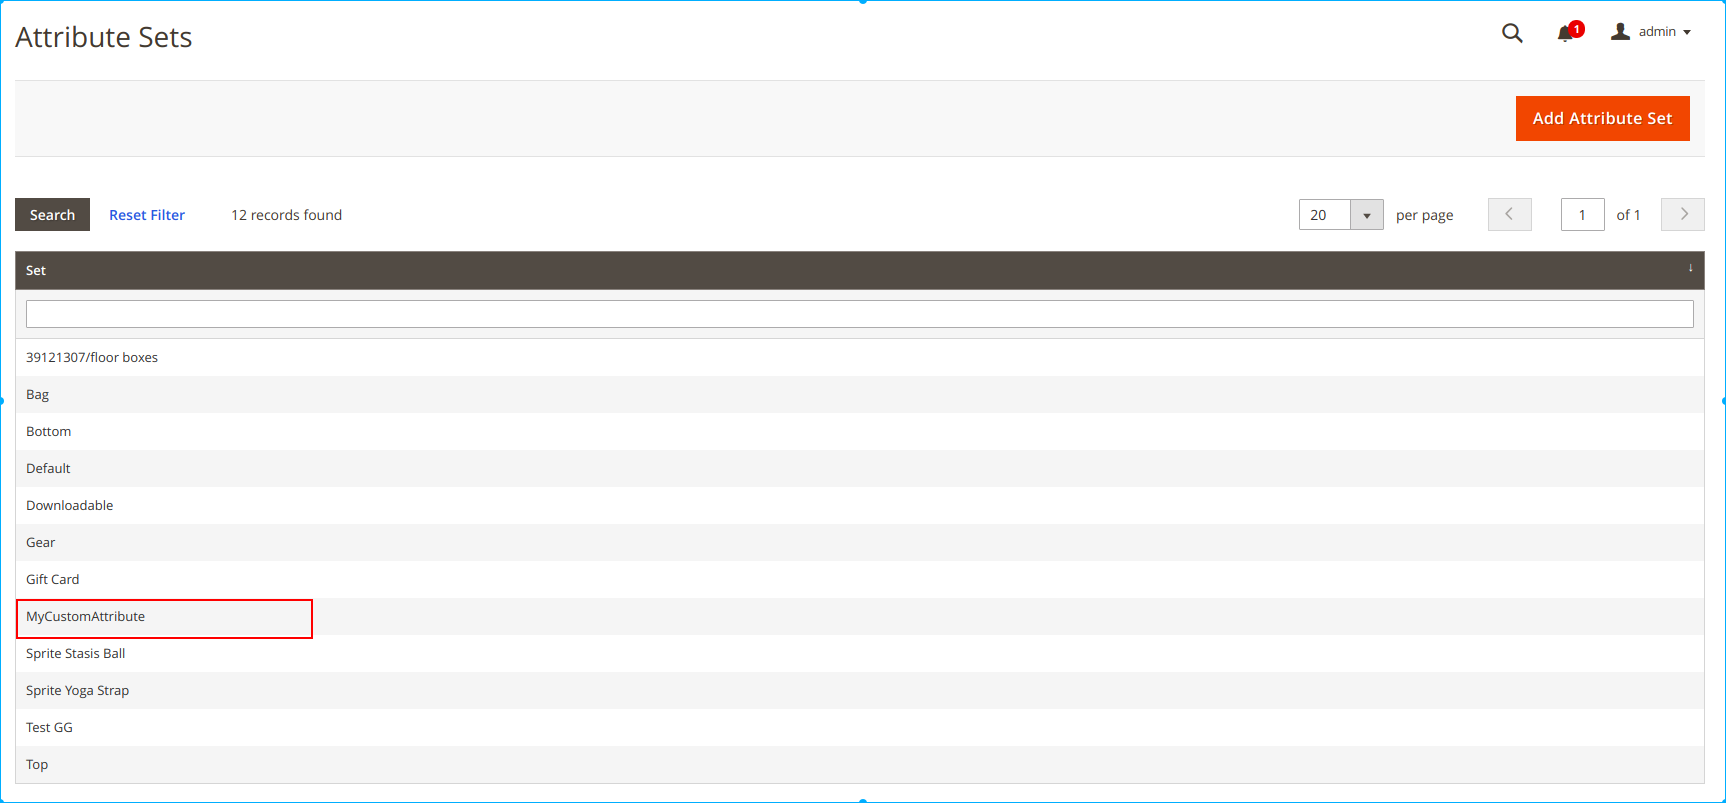 Attribute Sets
1
admin
Add Attribute Set
Search Reset Filter 12 records found 20 per page 1 of 1
Set ↓
39121307/floor boxes
Bag
Bottom
Default
Downloadable
Gear
Gift Card
MyCustomAttribute
Sprite Stasis Ball
Sprite Yoga Strap
Test GG
Top